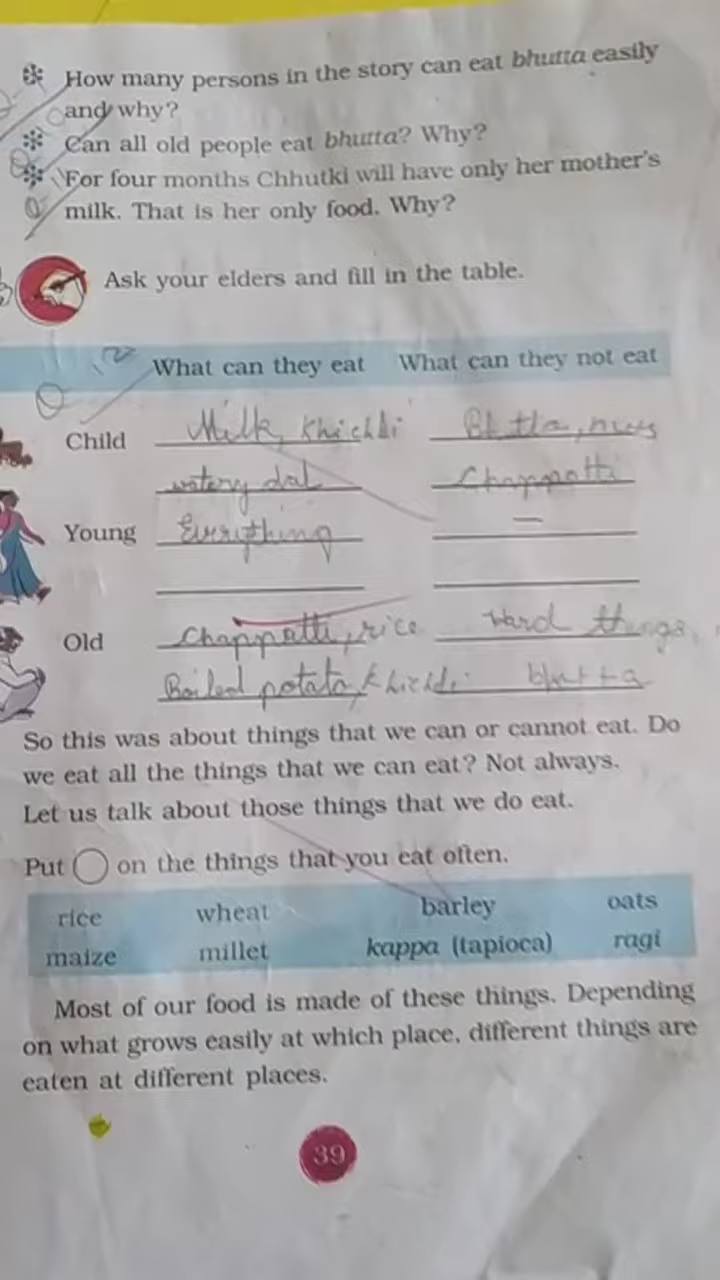 How many persons in the story can eat bhutta easily
and why?
Can all old people eat bhutta? Why?
For four months Chhutki will have only her mother's
milk. That is her only food. Why?
Ask your elders and fill in the table.
What can they eat What can they not eat
Child Milk, Khichdi
watery dal Chappatti
Young Everything —
Old Chappatti, rice Hard things,
Boiled potato, khichdi bhutta
So this was about things that we can or cannot eat. Do
we eat all the things that we can eat? Not always.
Let us talk about those things that we do eat.
Put ◯ on the things that you eat often.
rice wheat barley oats
maize millet kappa (tapioca) ragi
Most of our food is made of these things. Depending
on what grows easily at which place, different things are
eaten at different places.
39